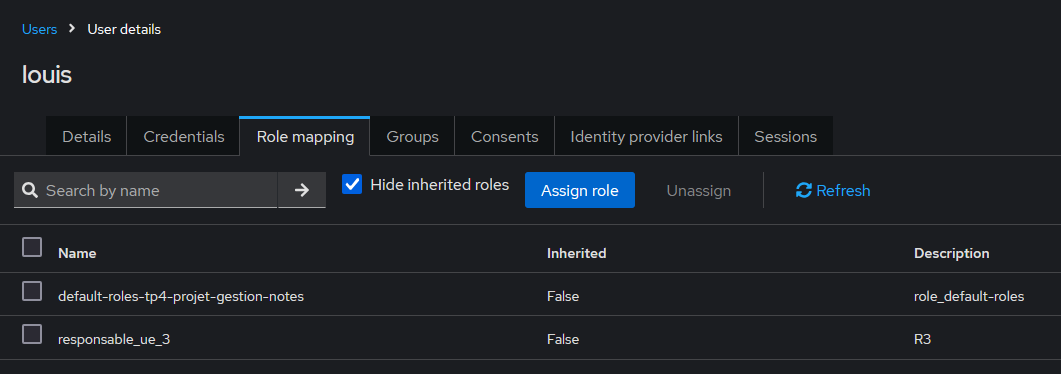 Users > User details
louis
Details Credentials Role mapping Groups Consents Identity provider links Sessions
Search by name Hide inherited roles Assign role Unassign Refresh
Name Inherited Description
default-roles-tp4-projet-gestion-notes False role_default-roles
responsable_ue_3 False R3